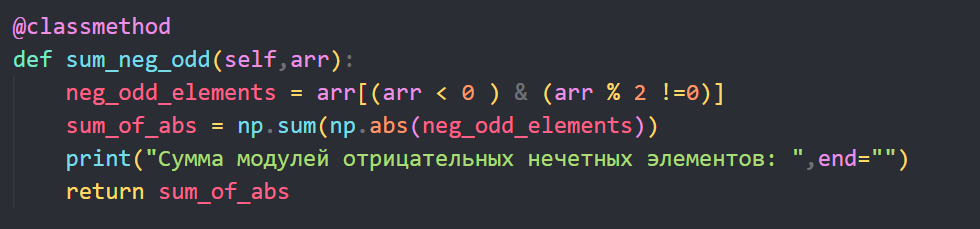 @classmethod
def sum_neg_odd(self,arr):
    neg_odd_elements = arr[(arr < 0 ) & (arr % 2 !=0)]
    sum_of_abs = np.sum(np.abs(neg_odd_elements))
    print("Сумма модулей отрицательных нечетных элементов: ",end="")
    return sum_of_abs